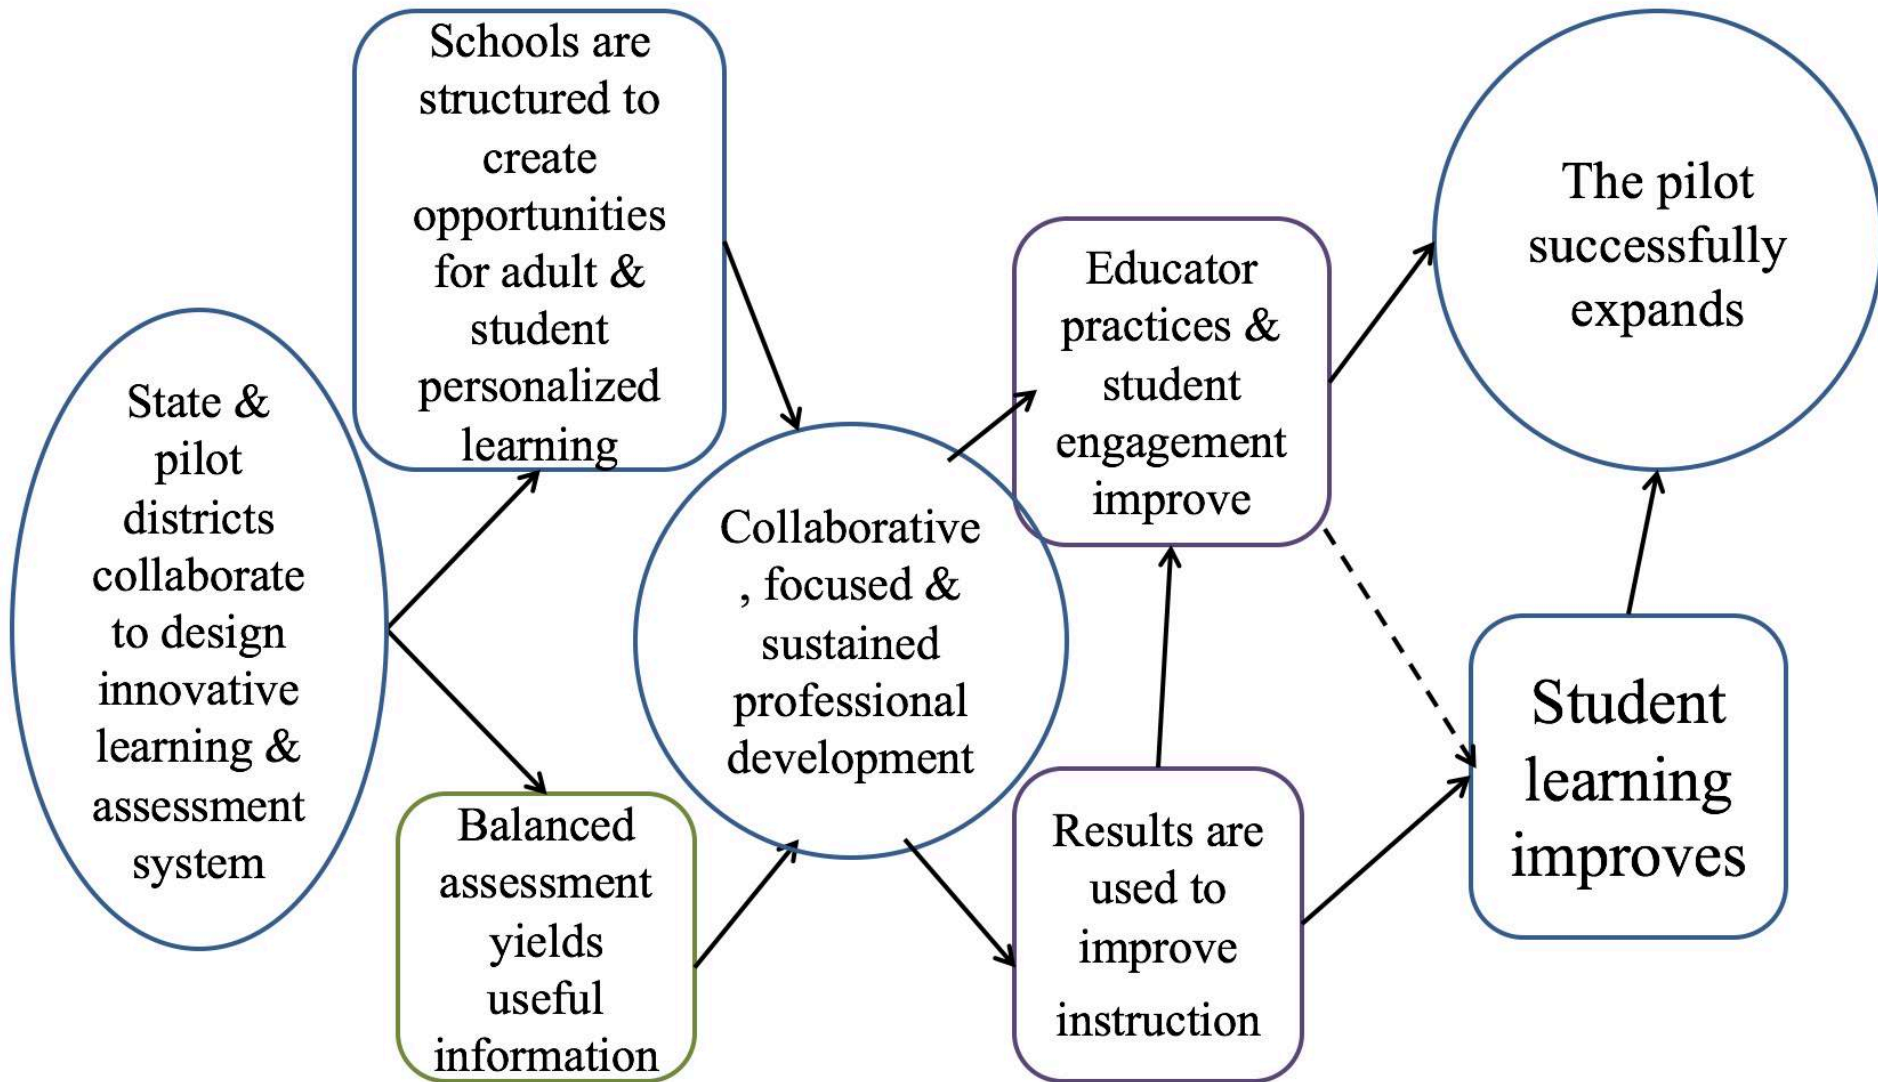 State &
pilot
districts
collaborate
to design
innovative
learning &
assessment
system
Schools are
structured to
create
opportunities
for adult &
student
personalized
learning
Balanced
assessment
yields
useful
information
Collaborative
, focused &
sustained
professional
development
Educator
practices &
student
engagement
improve
Results are
used to
improve
instruction
The pilot
successfully
expands
Student
learning
improves